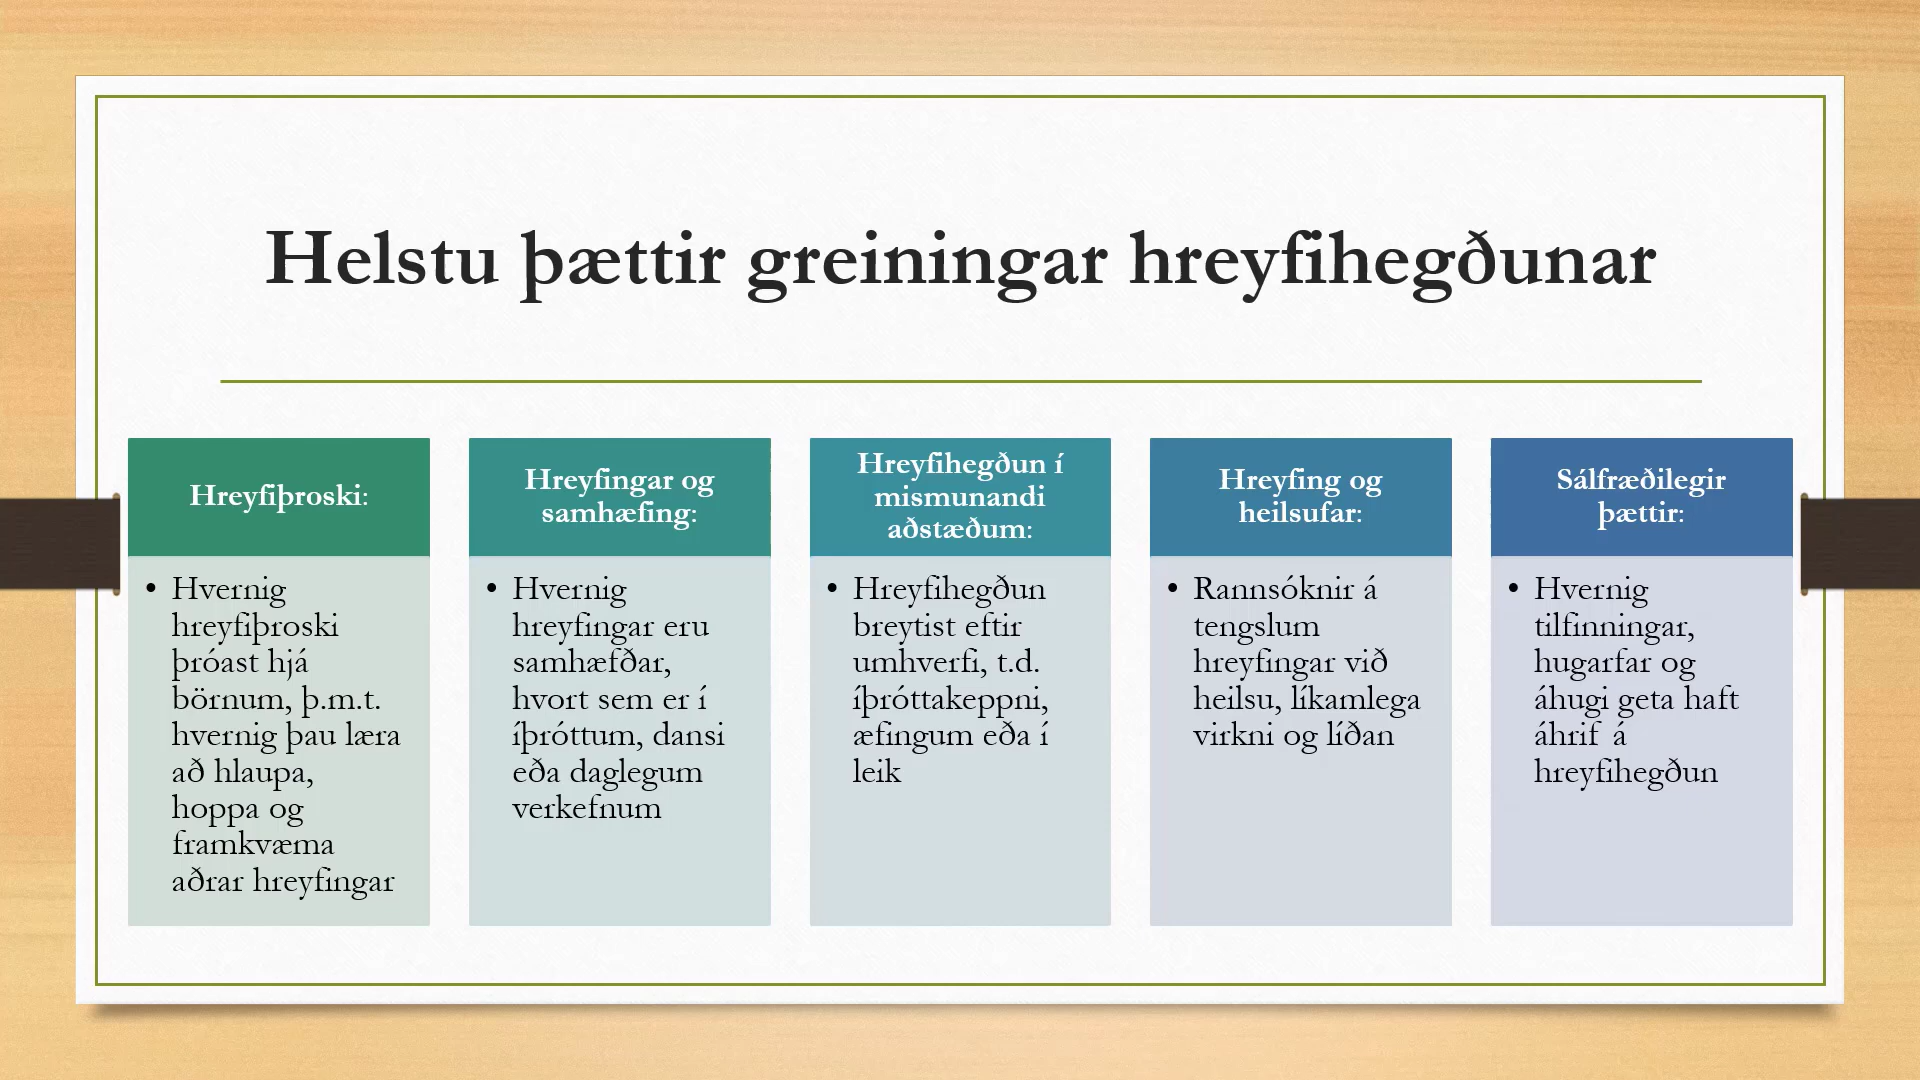 Helstu þættir greiningar hreyfihegðunar
Hreyfiþroski:
• Hvernig
hreyfiþroski
þróast hjá
börnum, þ.m.t.
hvernig þau læra
að hlaupa,
hoppa og
framkvæma
aðrar hreyfingar
Hreyfingar og
samhæfing:
• Hvernig
hreyfingar eru
samhæfðar,
hvort sem er í
íþróttum, dansi
eða daglegum
verkefnum
Hreyfihegðun í
mismunandi
aðstæðum:
• Hreyfihegðun
breytist eftir
umhverfi, t.d.
íþróttakeppni,
æfingum eða í
leik
Hreyfing og
heilsufar:
• Rannsóknir á
tengslum
hreyfingar við
heilsu, líkamlega
virkni og líðan
Sálfræðilegir
þættir:
• Hvernig
tilfinningar,
hugarfar og
áhugi geta haft
áhrif á
hreyfihegðun